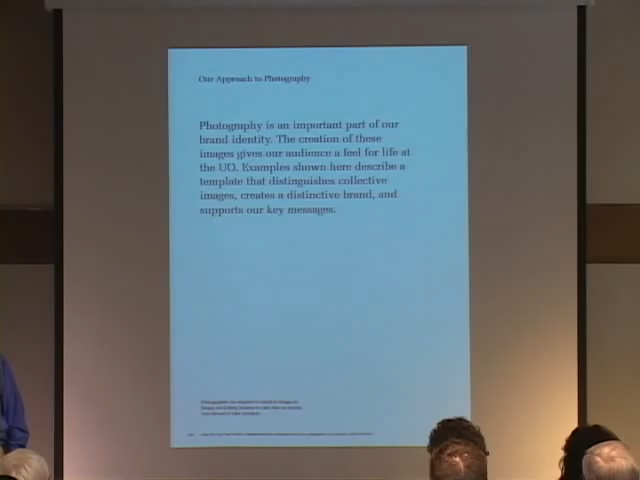 Our Approach to Photography
Photography is an important part of our
brand identity. The creation of these
images gives our audience a feel for life at
the UO. Examples shown here describe a
template that distinguishes collective
images, creates a distinctive brand, and
supports our key messages.